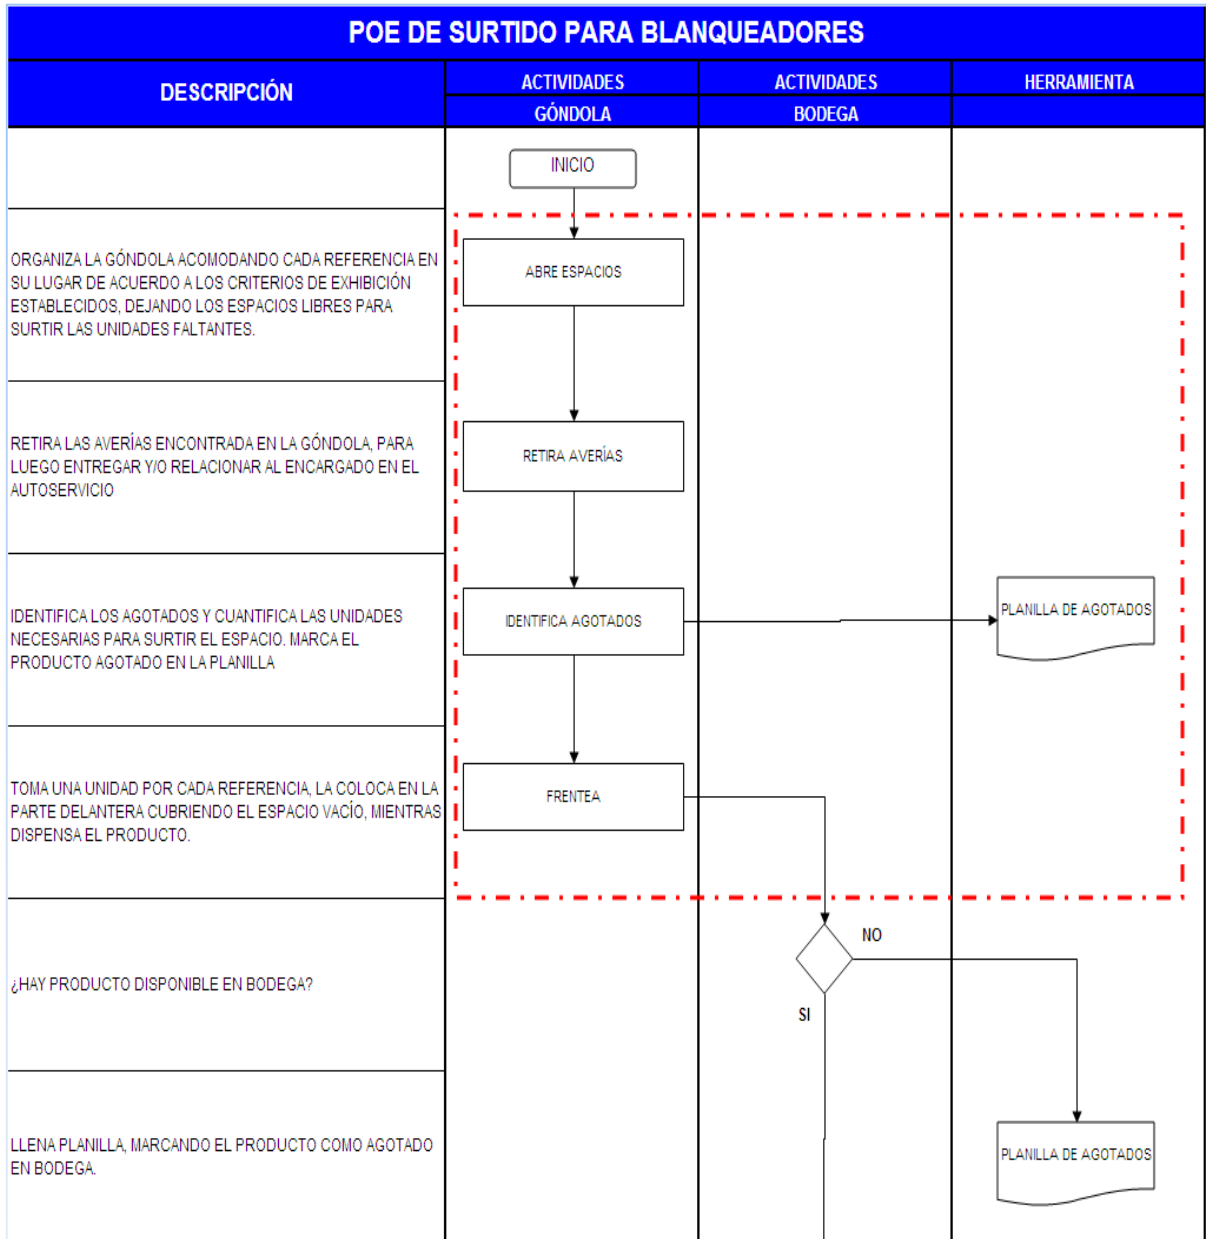 POE DE SURTIDO PARA BLANQUEADORES
DESCRIPCIÓN
ACTIVIDADES
ACTIVIDADES
HERRAMIENTA
GÓNDOLA
BODEGA
INICIO
ORGANIZA LA GÓNDOLA ACOMODANDO CADA REFERENCIA EN
SU LUGAR DE ACUERDO A LOS CRITERIOS DE EXHIBICIÓN
ESTABLECIDOS, DEJANDO LOS ESPACIOS LIBRES PARA
SURTIR LAS UNIDADES FALTANTES.
ABRE ESPACIOS
RETIRA LAS AVERÍAS ENCONTRADA EN LA GÓNDOLA, PARA
LUEGO ENTREGAR Y/O RELACIONAR AL ENCARGADO EN EL
AUTOSERVICIO
RETIRA AVERÍAS
IDENTIFICA LOS AGOTADOS Y CUANTIFICA LAS UNIDADES
NECESARIAS PARA SURTIR EL ESPACIO. MARCA EL
PRODUCTO AGOTADO EN LA PLANILLA
IDENTIFICA AGOTADOS
PLANILLA DE AGOTADOS
TOMA UNA UNIDAD POR CADA REFERENCIA, LA COLOCA EN LA
PARTE DELANTERA CUBRIENDO EL ESPACIO VACÍO, MIENTRAS
DISPENSA EL PRODUCTO.
FRENTEA
¿HAY PRODUCTO DISPONIBLE EN BODEGA?
NO
SI
LLENA PLANILLA, MARCANDO EL PRODUCTO COMO AGOTADO
EN BODEGA.
PLANILLA DE AGOTADOS